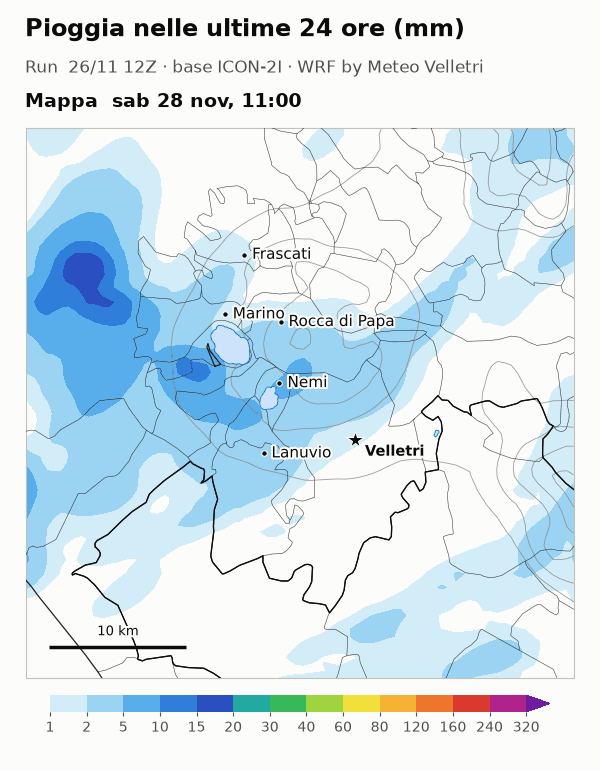 Pioggia nelle ultime 24 ore (mm)
Run  26/11 12Z · base ICON-2I · WRF by Meteo Velletri
Mappa  sab 28 nov, 11:00
Frascati
Marino
Rocca di Papa
Nemi
Velletri
Lanuvio
10 km
1 2 5 10 15 20 30 40 60 80 120 160 240 320